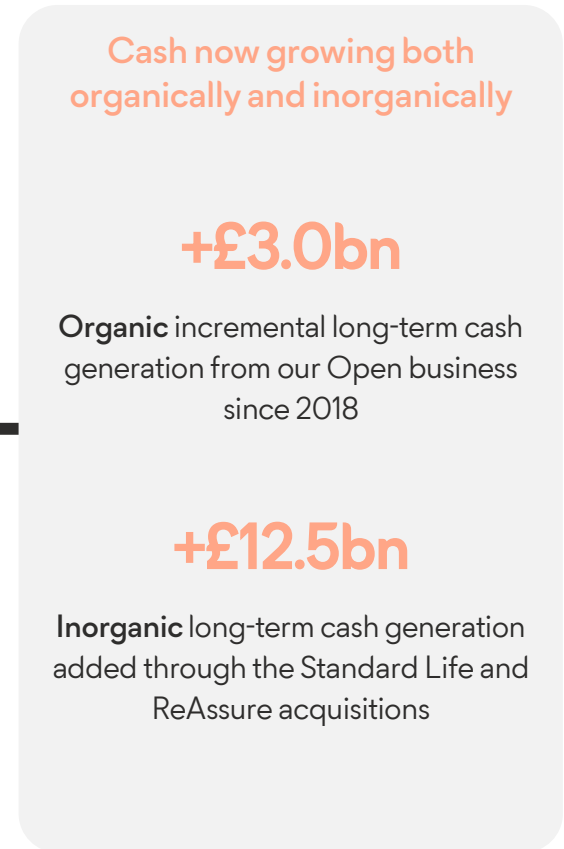 Cash now growing both
organically and inorganically
+£3.0bn
Organic incremental long-term cash
generation from our Open business
since 2018
+£12.5bn
Inorganic long-term cash generation
added through the Standard Life and
ReAssure acquisitions